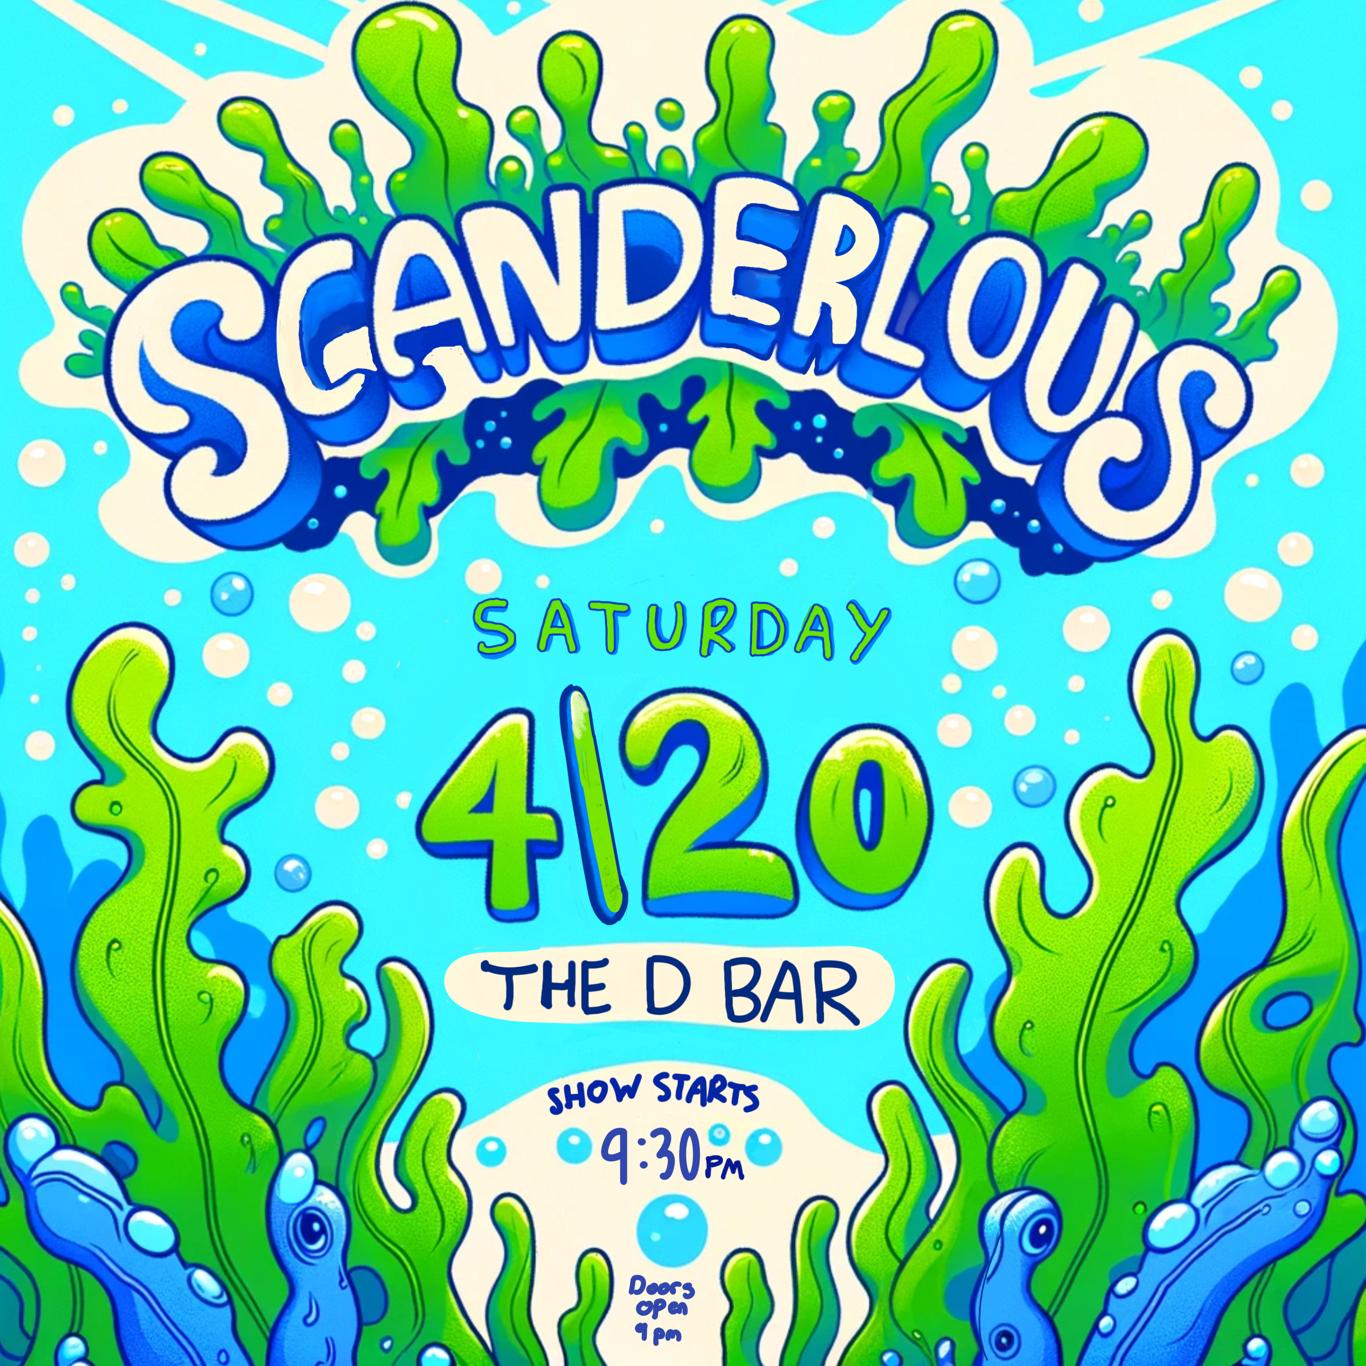 SCANDERLOUS
SATURDAY
4\20
THE D BAR
SHOW STARTS
9:30PM
Doors
open
9pm